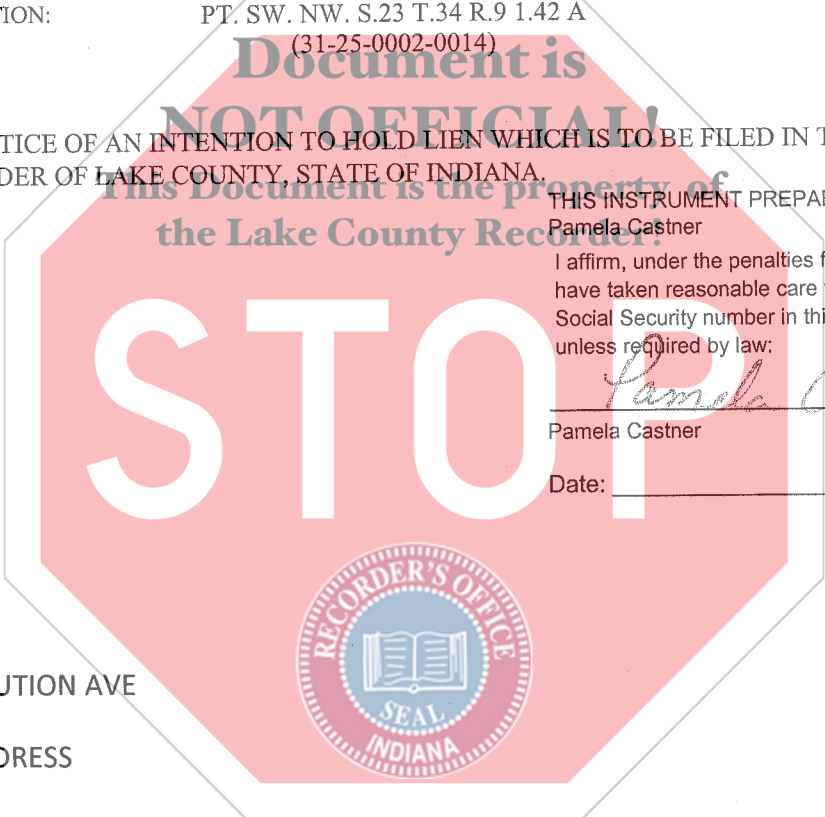 TION: PT. SW. NW. S.23 T.34 R.9 1.42 A
(31-25-0002-0014)
Document is
NOT OFFICIAL!
TICE OF AN INTENTION TO HOLD LIEN WHICH IS TO BE FILED IN T
DER OF LAKE COUNTY, STATE OF INDIANA.
This Document is the property of
the Lake County Recorder!
THIS INSTRUMENT PREPAR
Pamela Castner
I affirm, under the penalties f
have taken reasonable care
Social Security number in thi
unless required by law:
Pamela C
Pamela Castner
Date:
STOP
RECORDER'S OFFICE
SEAL
INDIANA
UTION AVE
DRESS